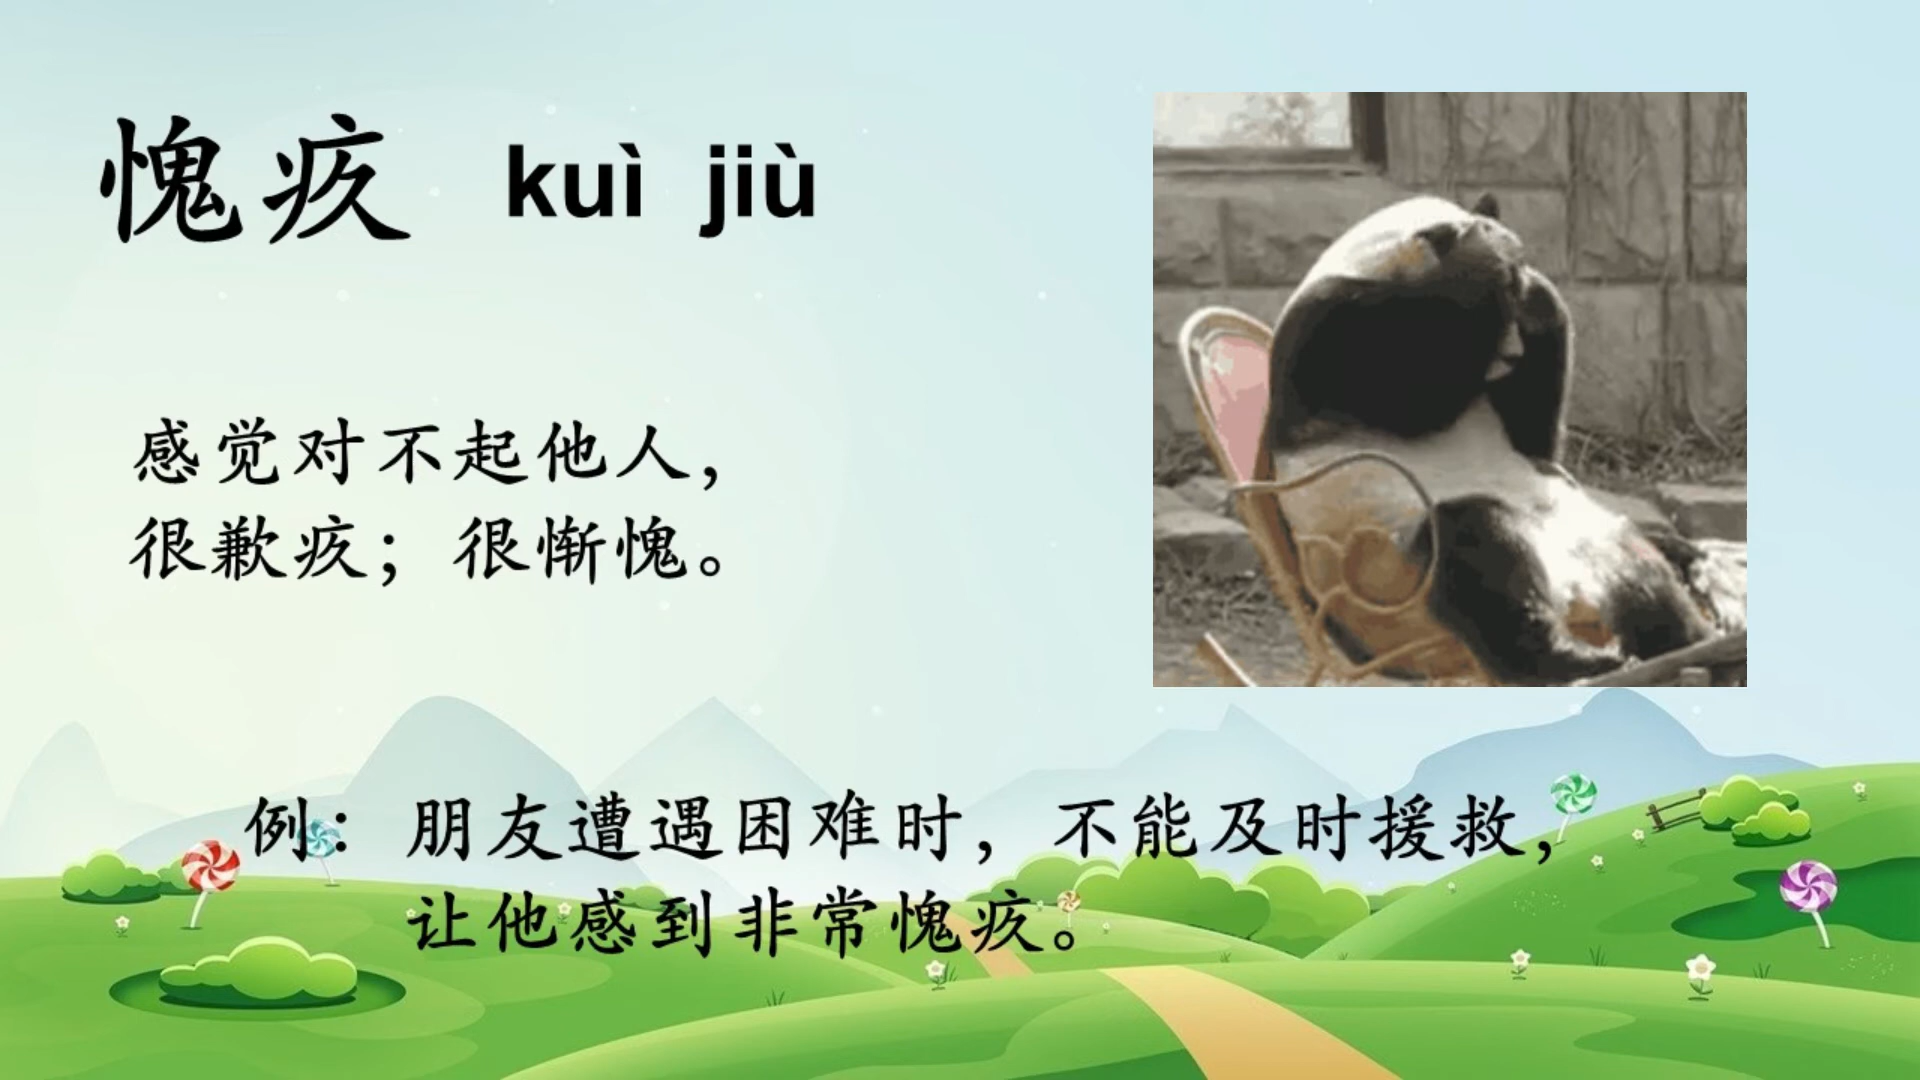 愧疚 kuì jiù
感觉对不起他人，
很歉疚；很惭愧。
例：朋友遭遇困难时，不能及时援救，
让他感到非常愧疚。